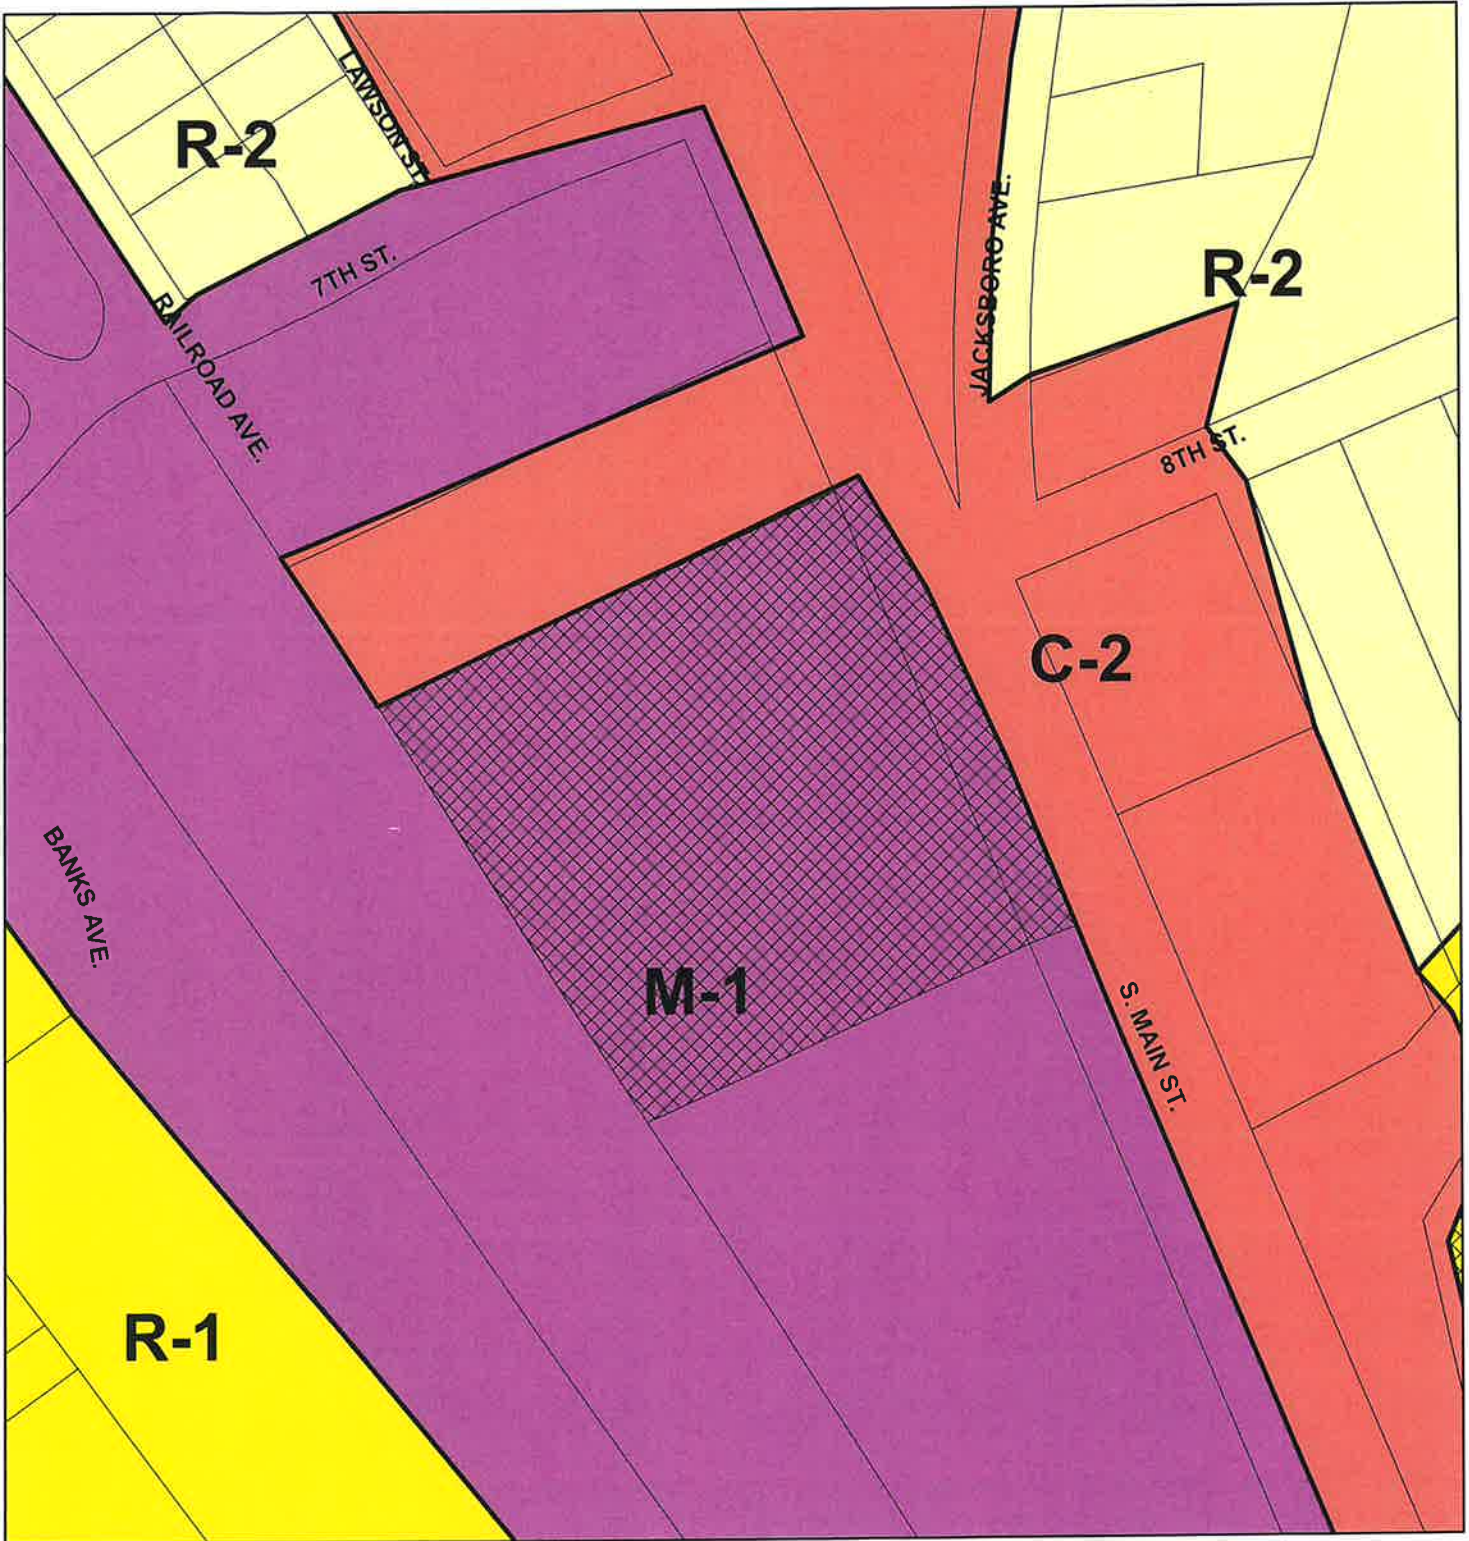 LAWSON ST.
R-2
7TH ST.
JACKSBORO AVE.
R-2
RAILROAD AVE.
8TH ST.
C-2
BANKS AVE.
M-1
S. MAIN ST.
R-1